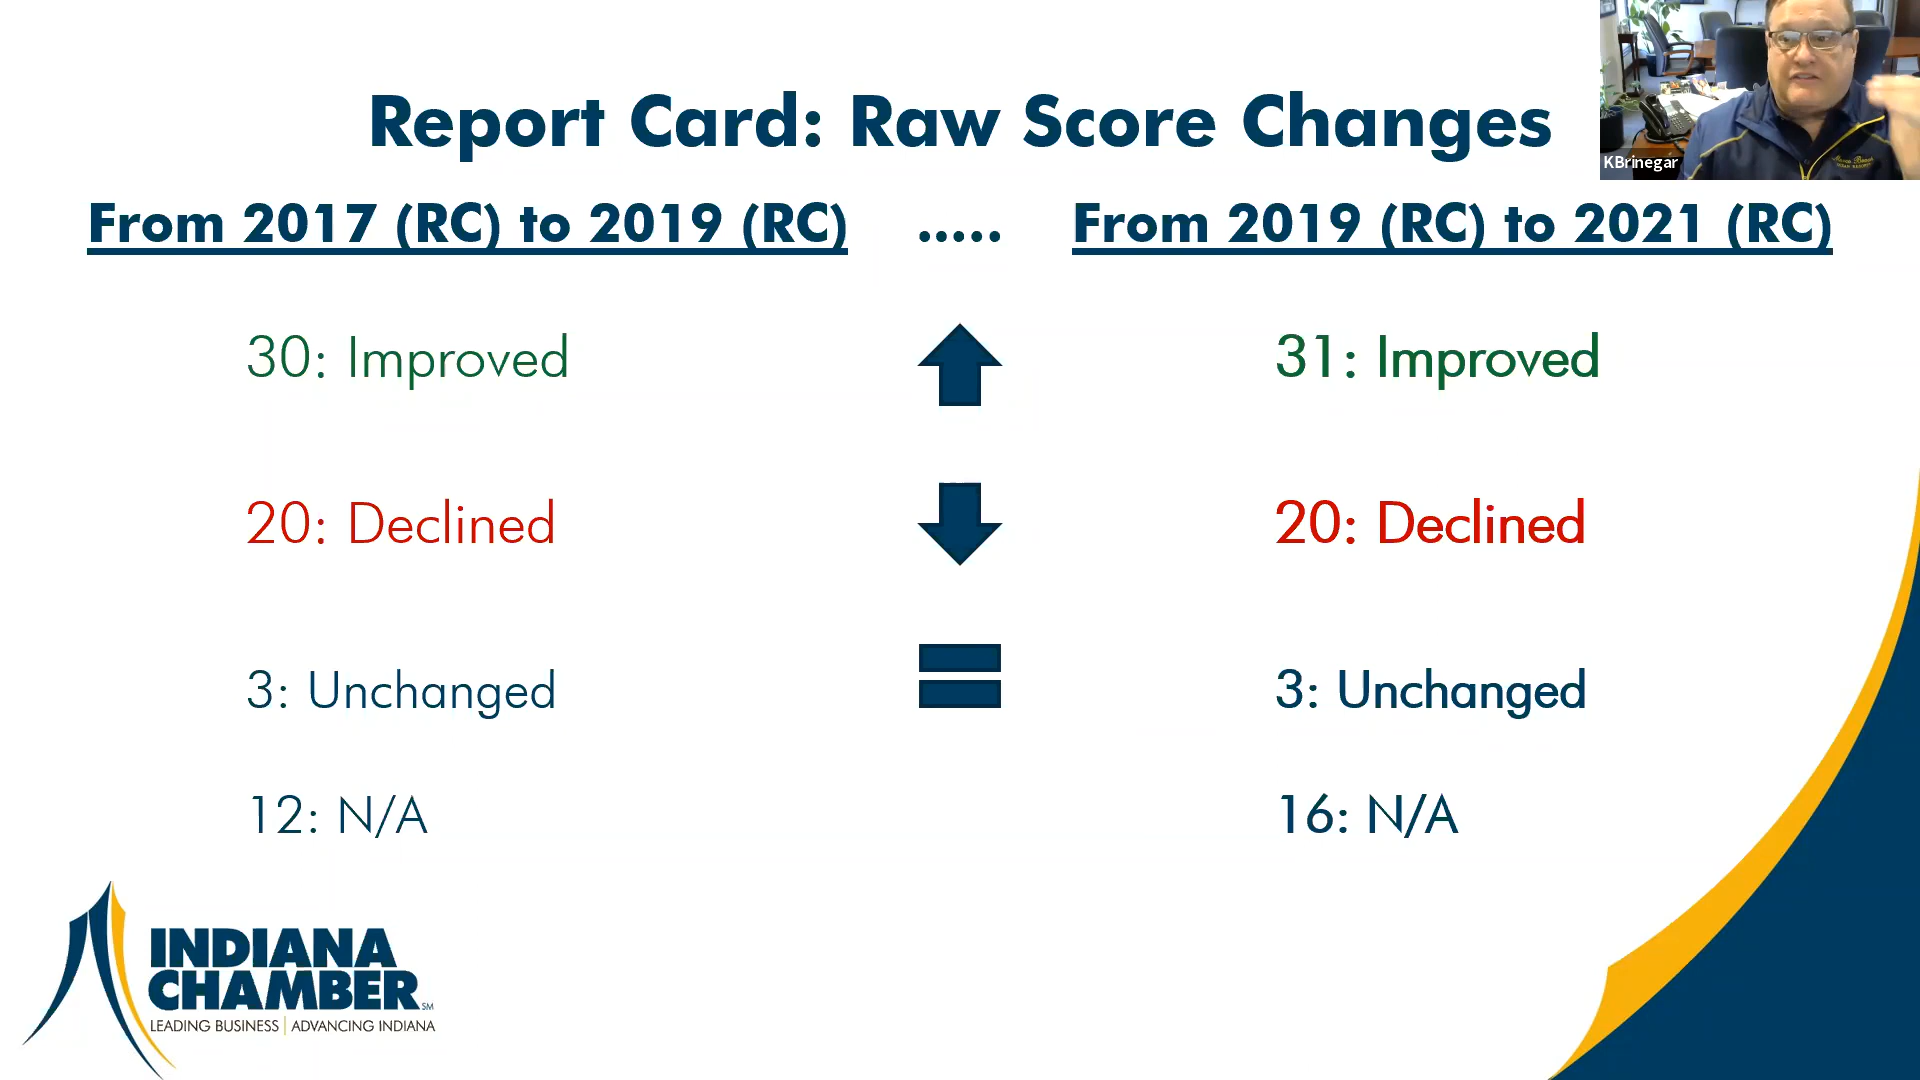 Report Card: Raw Score Changes
KBrinegar
From 2017 (RC) to 2019 (RC) ..... From 2019 (RC) to 2021 (RC)
30: Improved
31: Improved
20: Declined
20: Declined
3: Unchanged
3: Unchanged
12: N/A
16: N/A
INDIANA
CHAMBER SM
LEADING BUSINESS | ADVANCING INDIANA